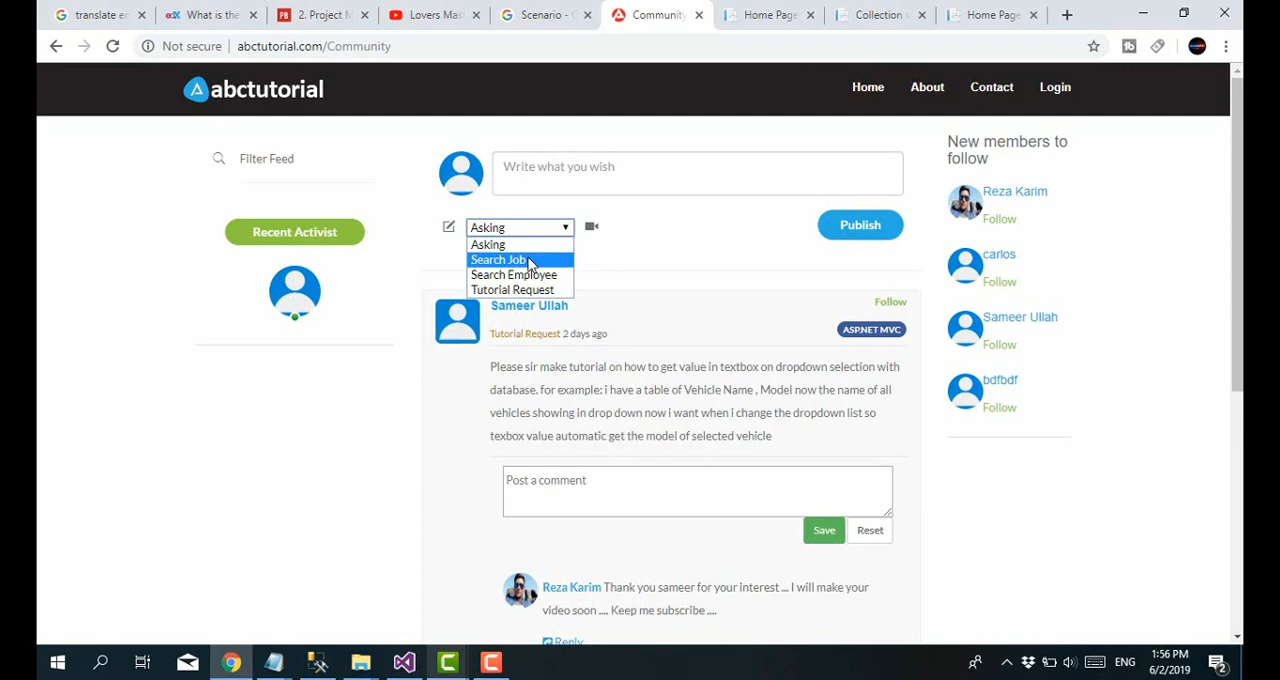 translate en
What is the
2. Project M
Lovers Mas
Scenario - G
Community
Home Page
Collection
Home Page
Not secure
abctutorial.com/Community
abctutorial
Home
About
Contact
Login
Filter Feed
Recent Activist
Write what you wish
Asking
Publish
Asking
Search Job
Search Employee
Tutorial Request
Sameer Ullah
Follow
Tutorial Request 2 days ago
ASP.NET MVC
Please sir make tutorial on how to get value in textbox on dropdown selection with
database. for example: i have a table of Vehicle Name , Model now the name of all
vehicles showing in drop down now i want when i change the dropdown list so
texbox value automatic get the model of selected vehicle
Post a comment
Save
Reset
Reza Karim Thank you sameer for your interest ... I will make your
video soon .... Keep me subscribe ....
Reply
New members to
follow
Reza Karim
Follow
carlos
Follow
Sameer Ullah
Follow
bdfbdf
Follow
ENG
1:56 PM
6/2/2019
2